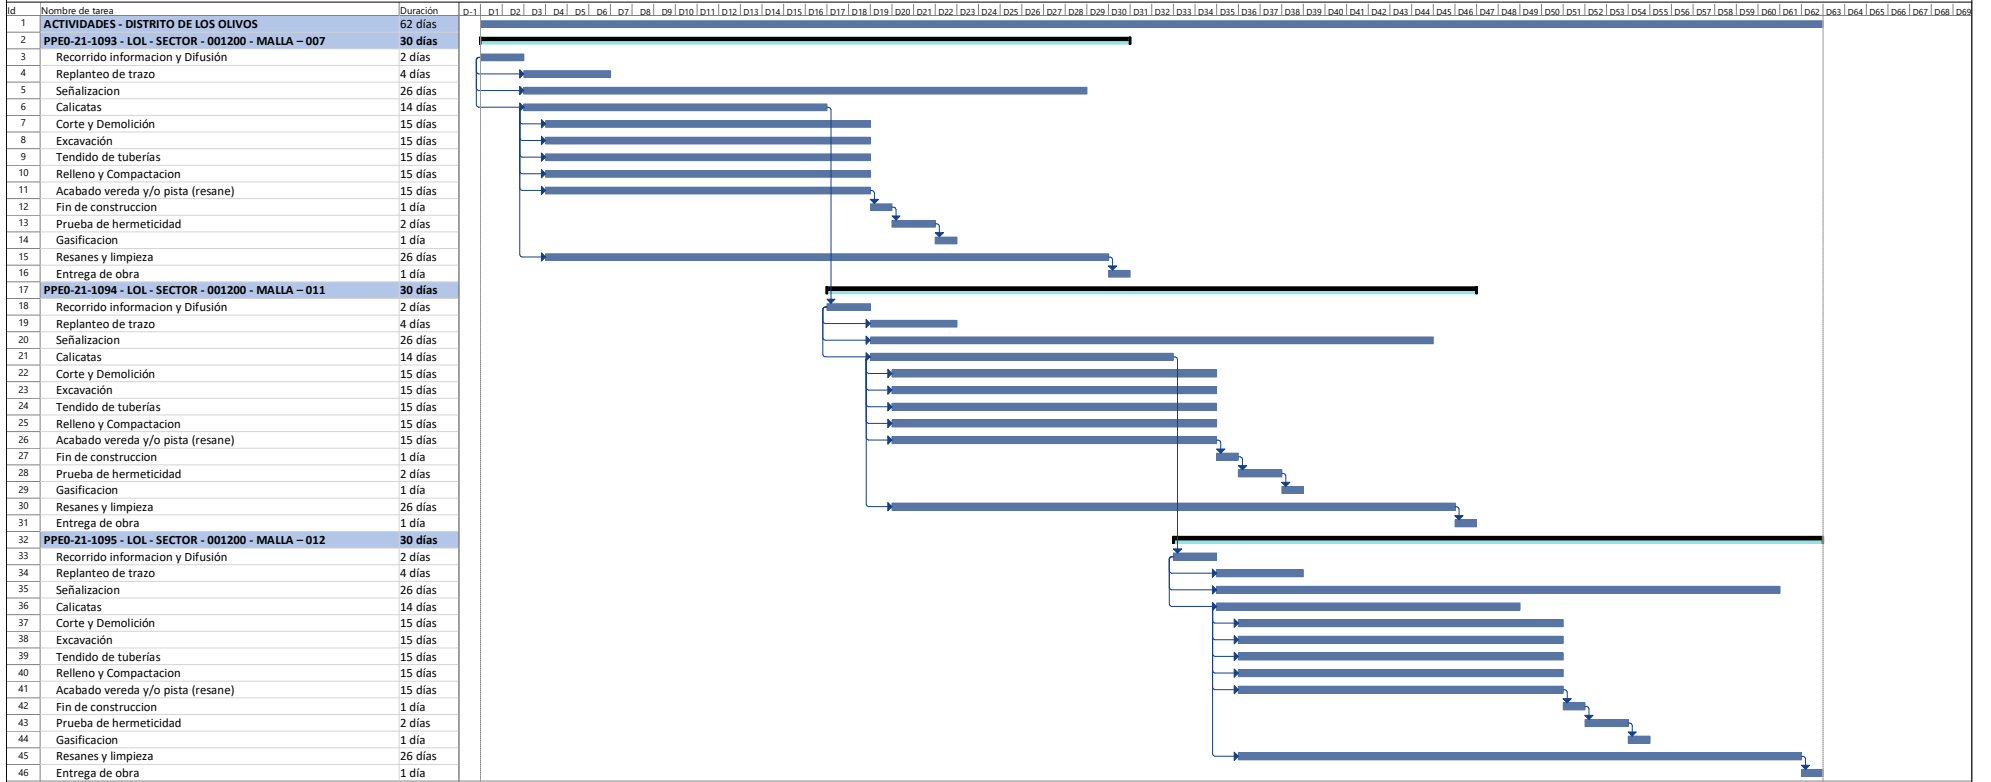 Id Nombre de tarea Duración D-1 D1 D2 D3 D4 D5 D6 D7 D8 D9 D10 D11 D12 D13 D14 D15 D16 D17 D18 D19 D20 D21 D22 D23 D24 D25 D26 D27 D28 D29 D30 D31 D32 D33 D34 D35 D36 D37 D38 D39 D40 D41 D42 D43 D44 D45 D46 D47 D48 D49 D50 D51 D52 D53 D54 D55 D56 D57 D58 D59 D60 D61 D62 D63 D64 D65 D66 D67 D68 D69
1 ACTIVIDADES - DISTRITO DE LOS OLIVOS 62 días
2 PPE0-21-1093 - LOL - SECTOR - 001200 - MALLA – 007 30 días
3 Recorrido informacion y Difusión 2 días
4 Replanteo de trazo 4 días
5 Señalizacion 26 días
6 Calicatas 14 días
7 Corte y Demolición 15 días
8 Excavación 15 días
9 Tendido de tuberías 15 días
10 Relleno y Compactacion 15 días
11 Acabado vereda y/o pista (resane) 15 días
12 Fin de construccion 1 día
13 Prueba de hermeticidad 2 días
14 Gasificacion 1 día
15 Resanes y limpieza 26 días
16 Entrega de obra 1 día
17 PPE0-21-1094 - LOL - SECTOR - 001200 - MALLA – 011 30 días
18 Recorrido informacion y Difusión 2 días
19 Replanteo de trazo 4 días
20 Señalizacion 26 días
21 Calicatas 14 días
22 Corte y Demolición 15 días
23 Excavación 15 días
24 Tendido de tuberías 15 días
25 Relleno y Compactacion 15 días
26 Acabado vereda y/o pista (resane) 15 días
27 Fin de construccion 1 día
28 Prueba de hermeticidad 2 días
29 Gasificacion 1 día
30 Resanes y limpieza 26 días
31 Entrega de obra 1 día
32 PPE0-21-1095 - LOL - SECTOR - 001200 - MALLA – 012 30 días
33 Recorrido informacion y Difusión 2 días
34 Replanteo de trazo 4 días
35 Señalizacion 26 días
36 Calicatas 14 días
37 Corte y Demolición 15 días
38 Excavación 15 días
39 Tendido de tuberías 15 días
40 Relleno y Compactacion 15 días
41 Acabado vereda y/o pista (resane) 15 días
42 Fin de construccion 1 día
43 Prueba de hermeticidad 2 días
44 Gasificacion 1 día
45 Resanes y limpieza 26 días
46 Entrega de obra 1 día